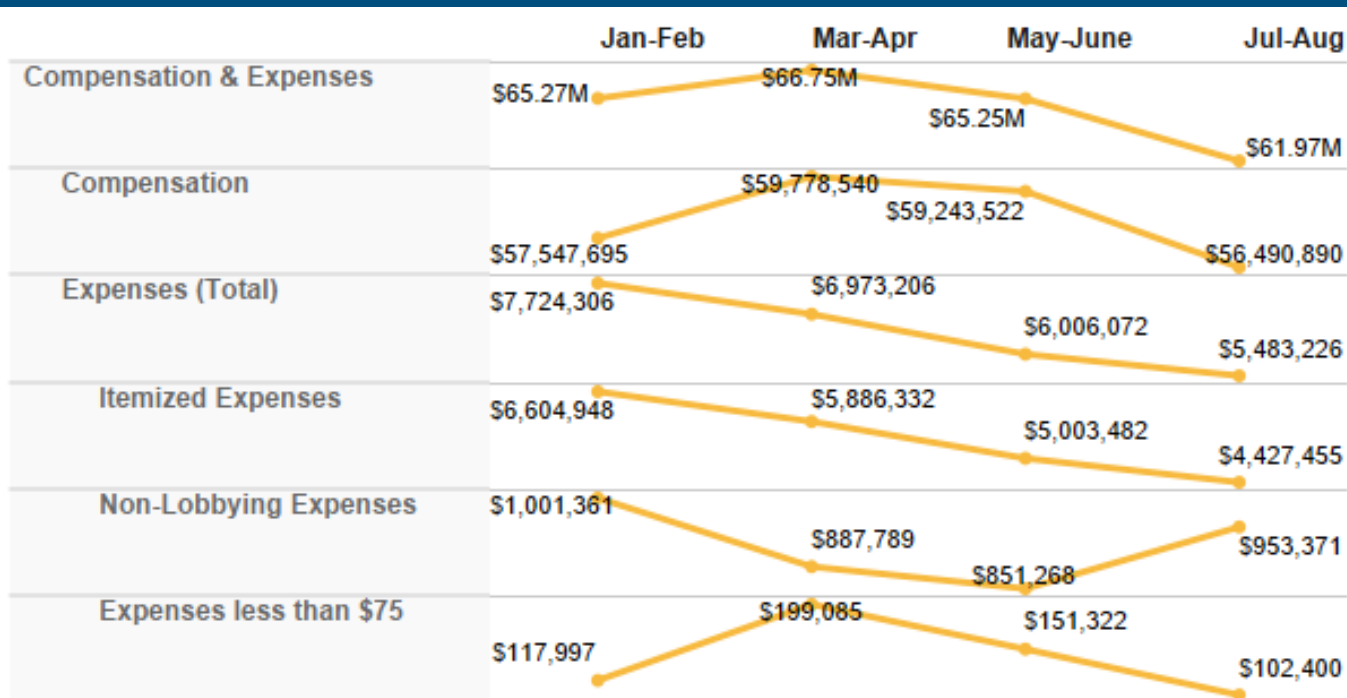 Jan-Feb Mar-Apr May-June Jul-Aug
Compensation & Expenses $65.27M $66.75M $65.25M $61.97M
Compensation $57,547,695 $59,778,540 $59,243,522 $56,490,890
Expenses (Total) $7,724,306 $6,973,206 $6,006,072 $5,483,226
Itemized Expenses $6,604,948 $5,886,332 $5,003,482 $4,427,455
Non-Lobbying Expenses $1,001,361 $887,789 $851,268 $953,371
Expenses less than $75 $117,997 $199,085 $151,322 $102,400